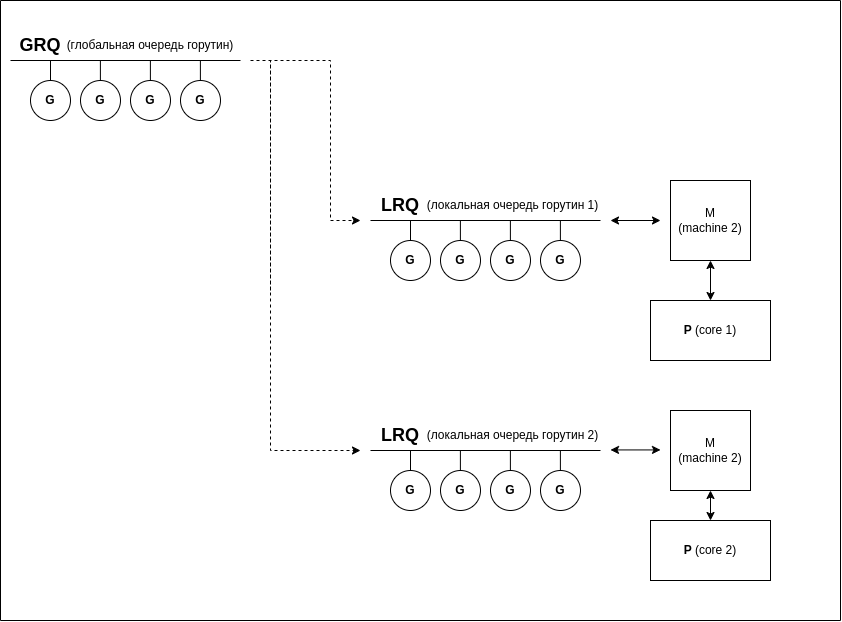 GRQ (глобальная очередь горутин)
G G G G
LRQ (локальная очередь горутин 1)
G G G G
M
(machine 2)
P (core 1)
LRQ (локальная очередь горутин 2)
G G G G
M
(machine 2)
P (core 2)